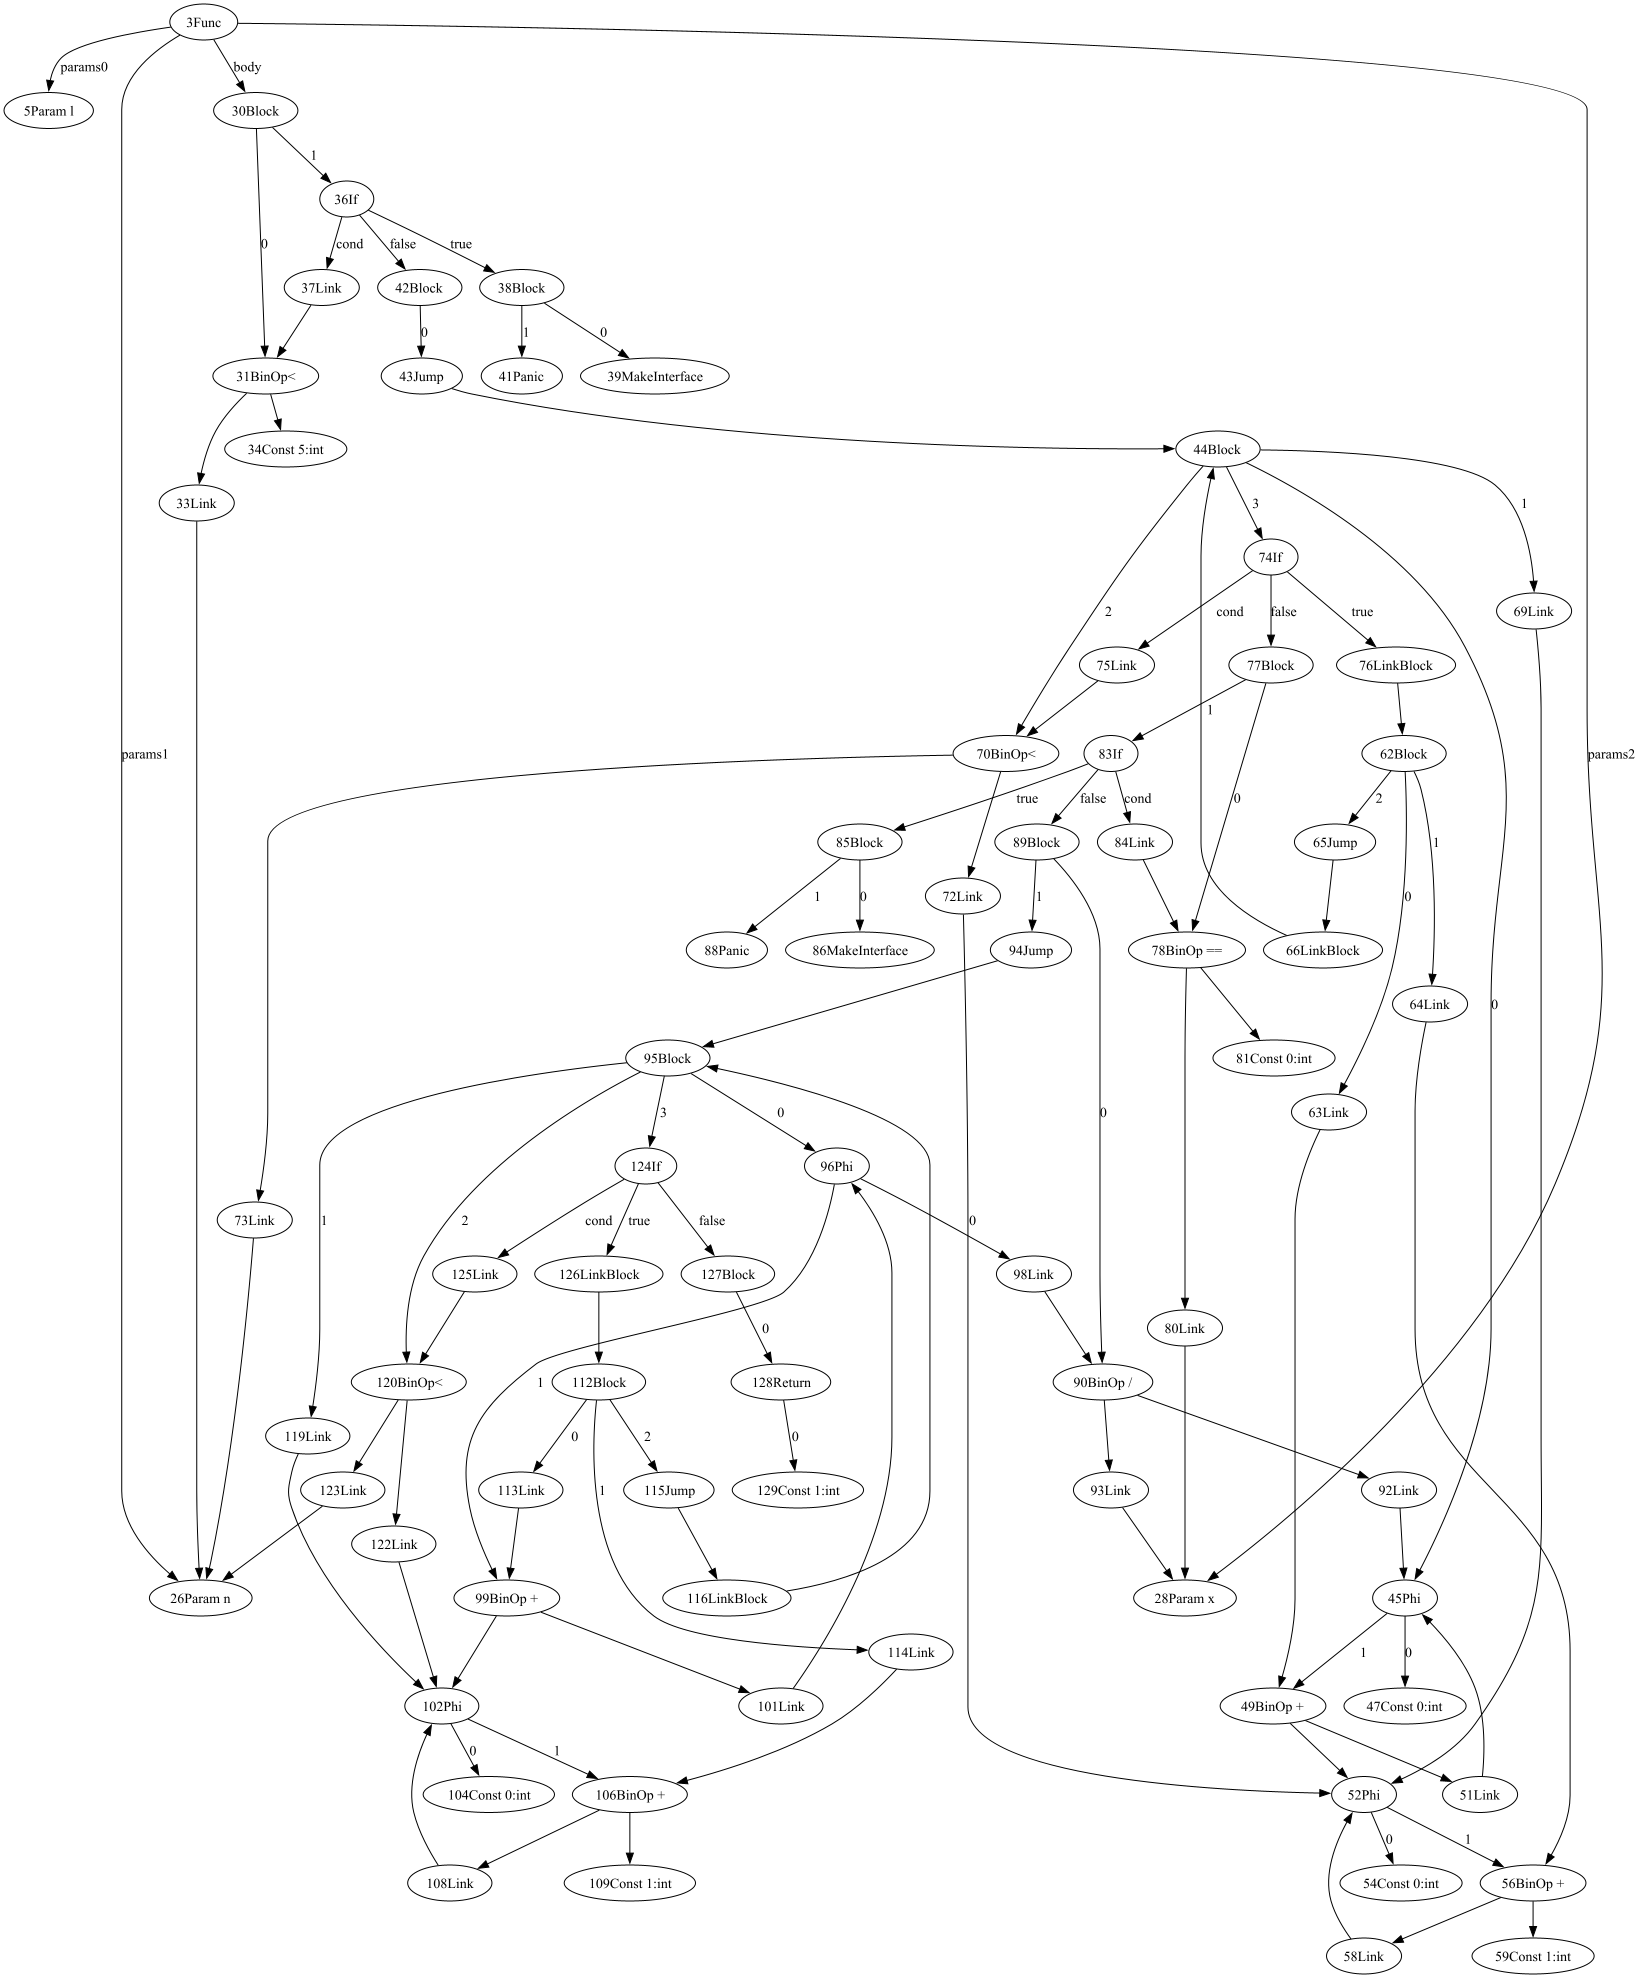 3Func
params0
body
5Param l
30Block
1
36If
0
cond
false
true
37Link
42Block
38Block
0
1
0
31BinOp<
43Jump
41Panic
39MakeInterface
34Const 5:int
44Block
33Link
3
1
74If
2
cond
false
true
69Link
75Link
77Block
76LinkBlock
1
params1
70BinOp<
83If
62Block
params2
true
false
cond
0
2
85Block
89Block
84Link
65Jump
1
1
0
72Link
1
0
88Panic
86MakeInterface
94Jump
78BinOp ==
66LinkBlock
64Link
0
95Block
81Const 0:int
3
0
0
63Link
124If
96Phi
73Link
1
2
cond
true
false
0
125Link
126LinkBlock
127Block
98Link
0
80Link
120BinOp<
1
112Block
128Return
90BinOp /
119Link
0
2
0
123Link
113Link
1
115Jump
129Const 1:int
93Link
92Link
122Link
26Param n
99BinOp +
116LinkBlock
28Param x
45Phi
114Link
1
0
102Phi
101Link
49BinOp +
47Const 0:int
0
1
104Const 0:int
106BinOp +
52Phi
51Link
0
1
108Link
109Const 1:int
54Const 0:int
56BinOp +
58Link
59Const 1:int